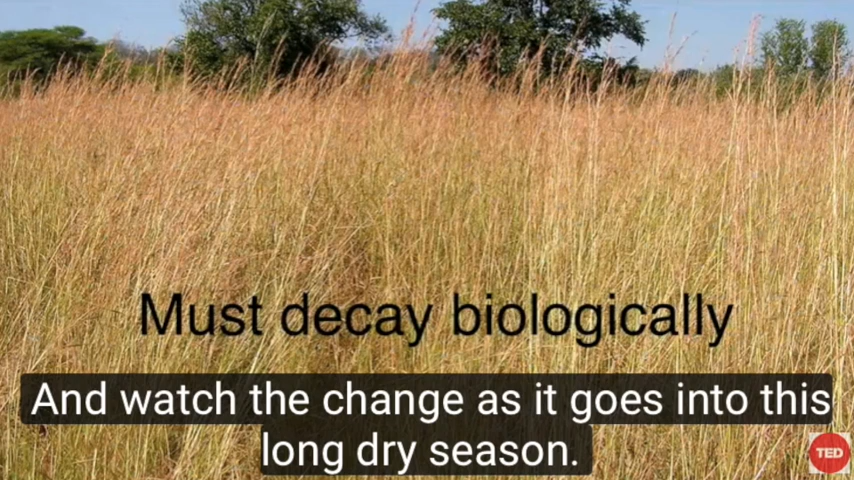 Must decay biologically
And watch the change as it goes into this
long dry season.
TED